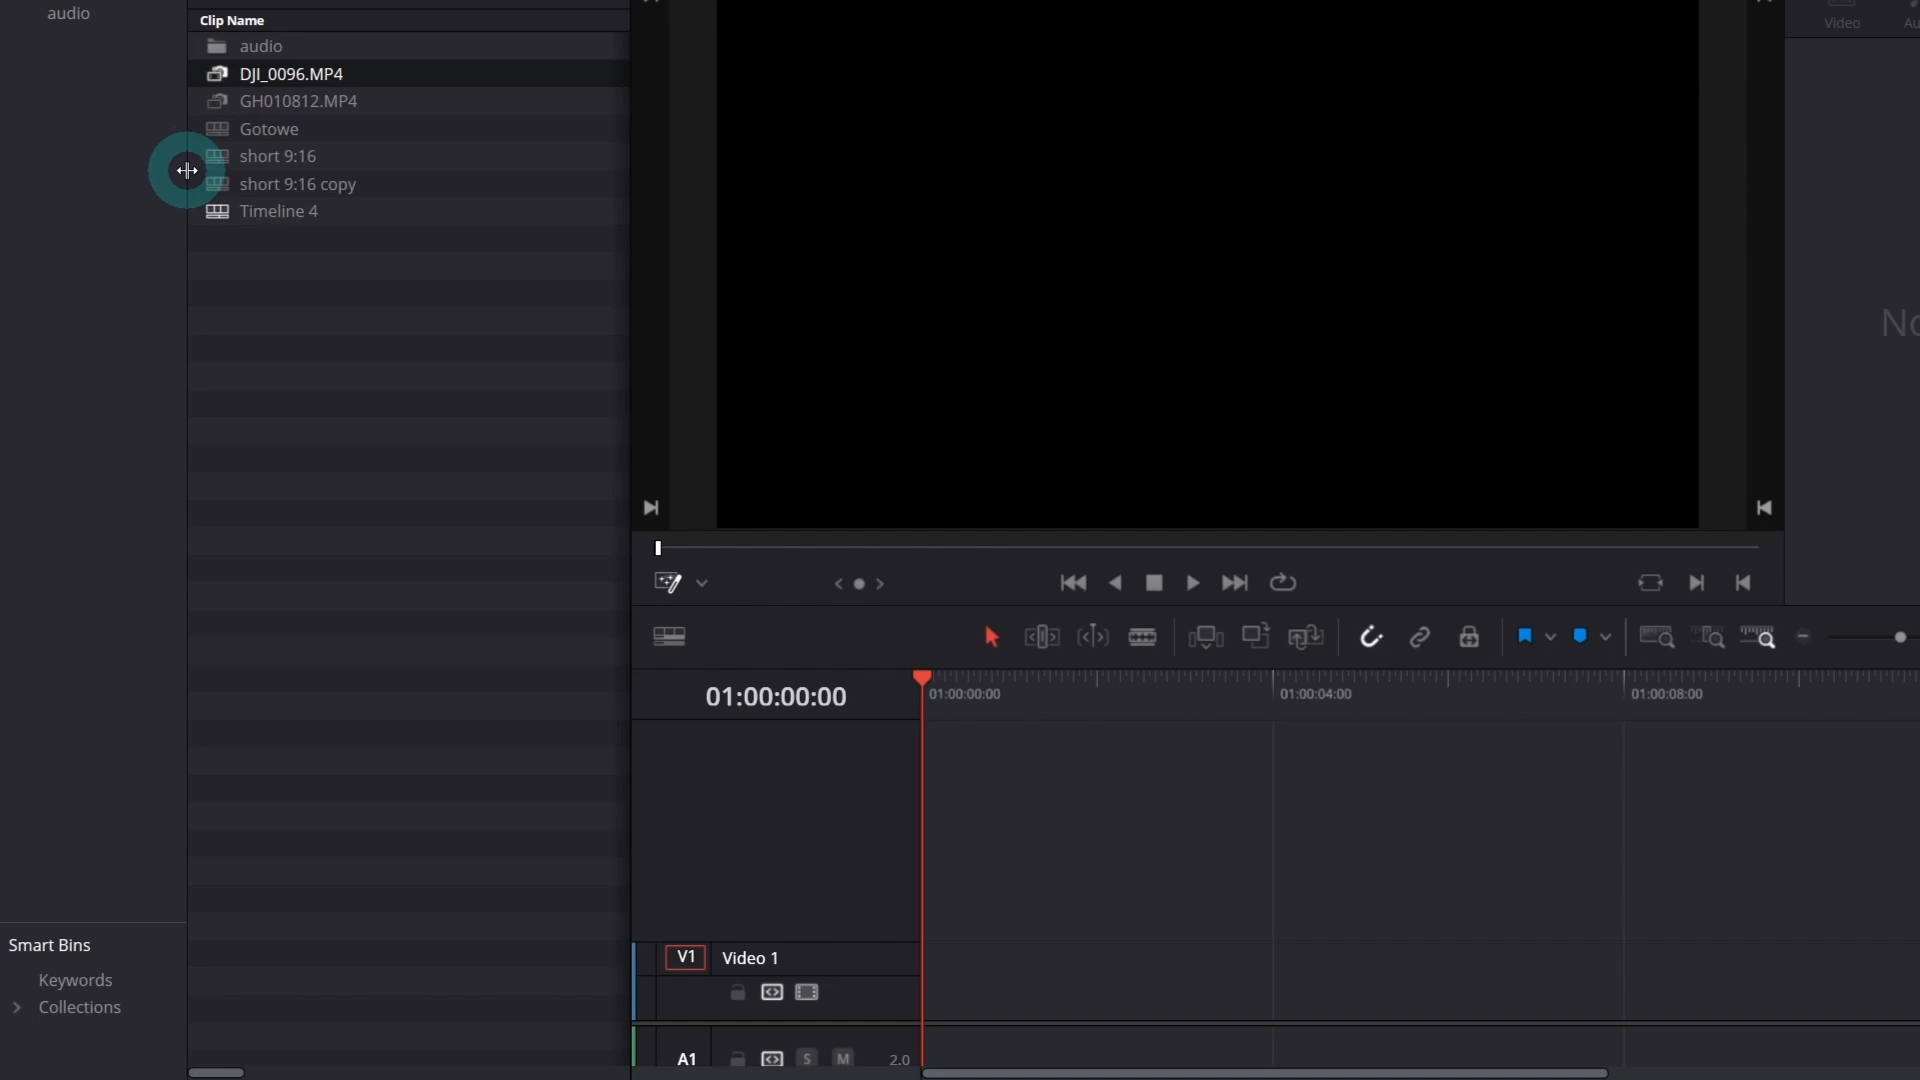 audio
Clip Name
audio
DJI_0096.MP4
GH010812.MP4
Gotowe
short 9:16
short 9:16 copy
Timeline 4
Smart Bins
Keywords
Collections
Video
01:00:00:00
01:00:00:00
01:00:04:00
01:00:08:00
V1
Video 1
A1
S
M
2.0